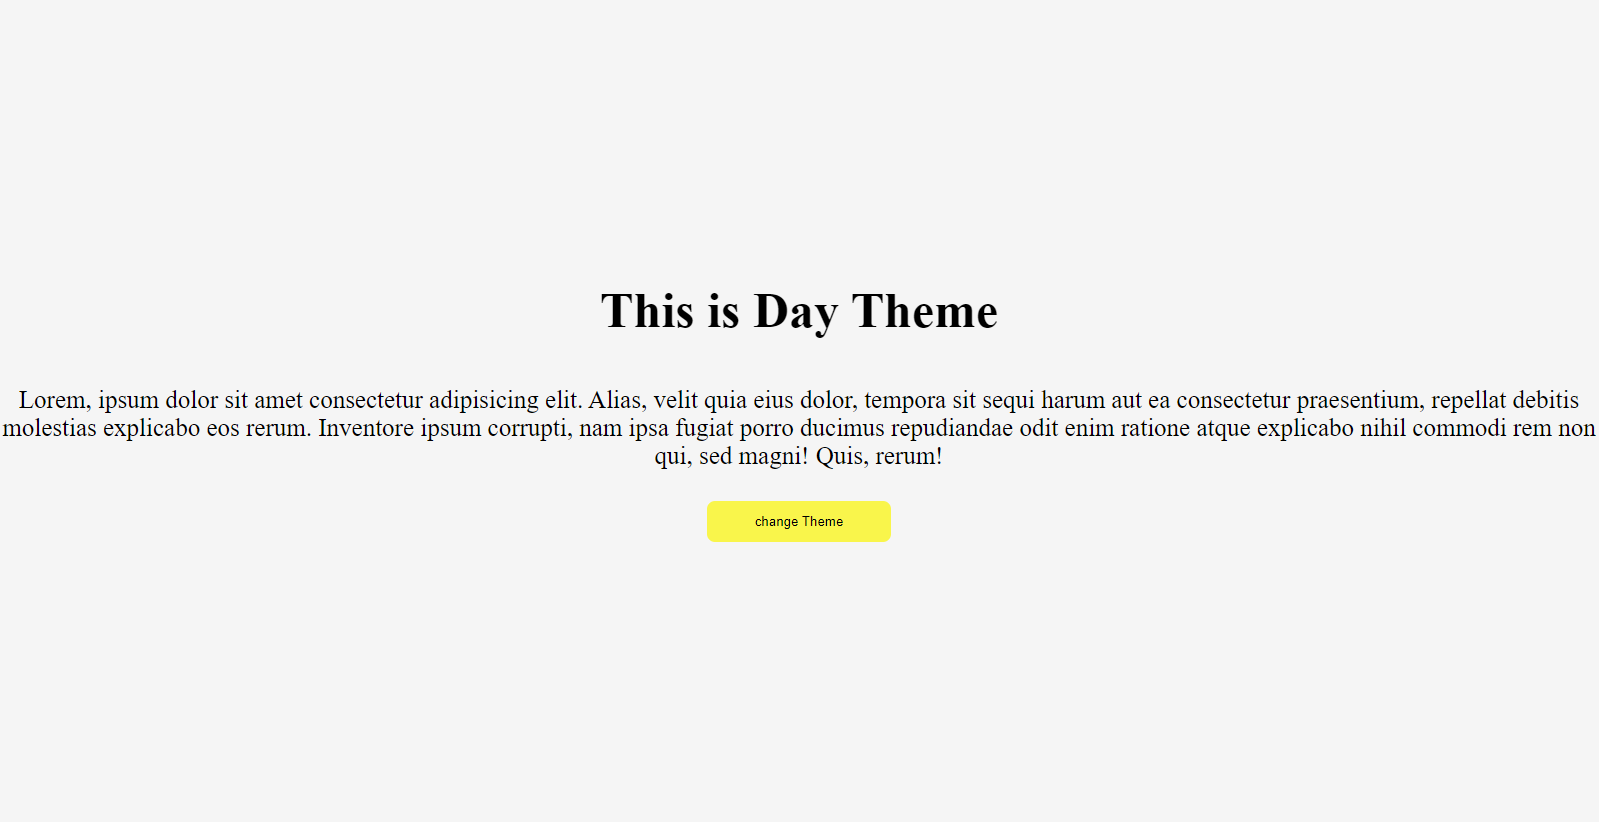 This is Day Theme
Lorem, ipsum dolor sit amet consectetur adipisicing elit. Alias, velit quia eius dolor, tempora sit sequi harum aut ea consectetur praesentium, repellat debitis
molestias explicabo eos rerum. Inventore ipsum corrupti, nam ipsa fugiat porro ducimus repudiandae odit enim ratione atque explicabo nihil commodi rem non
qui, sed magni! Quis, rerum!
change Theme